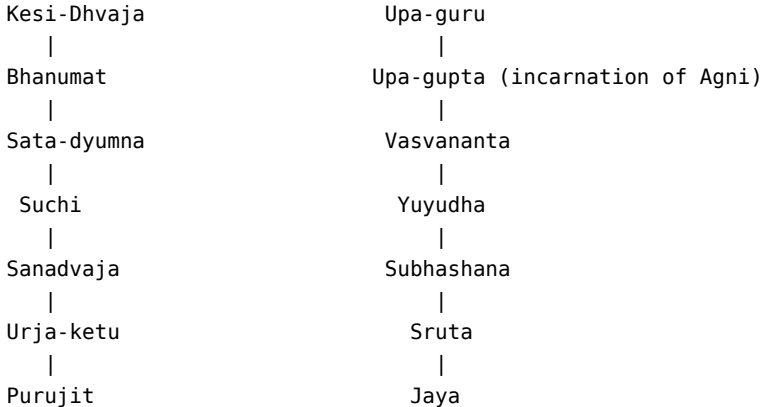 Kesi-Dhvaja Upa-guru
| |
Bhanumat Upa-gupta (incarnation of Agni)
| |
Sata-dyumna Vasvananta
| |
Suchi Yuyudha
| |
Sanadvaja Subhashana
| |
Urja-ketu Sruta
| |
Purujit Jaya